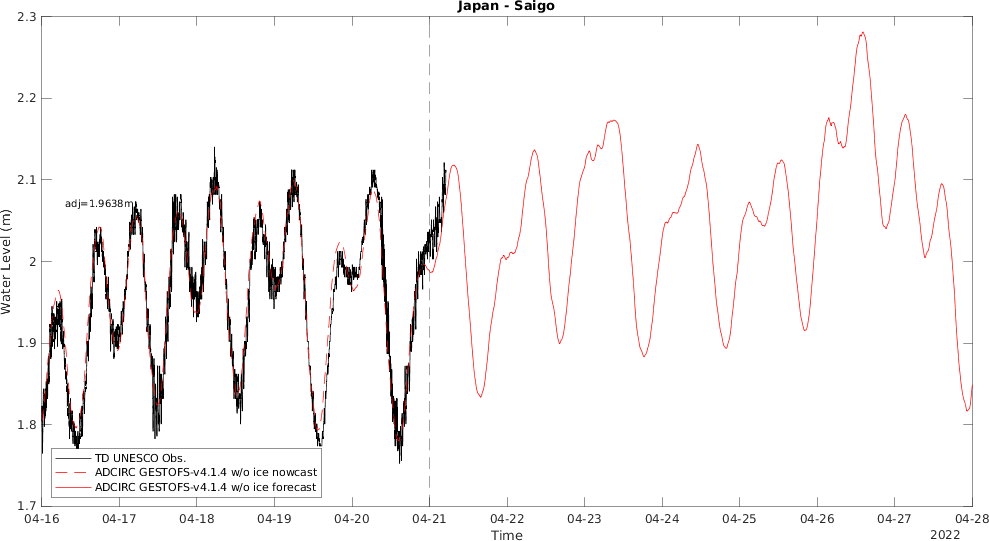 Japan - Saigo
2.3
2.2
2.1
2
1.9
1.8
1.7
Water Level (m)
adj=1.9638m
TD UNESCO Obs.
ADCIRC GESTOFS-v4.1.4 w/o ice nowcast
ADCIRC GESTOFS-v4.1.4 w/o ice forecast
04-16 04-17 04-18 04-19 04-20 04-21 04-22 04-23 04-24 04-25 04-26 04-27 04-28
Time
2022